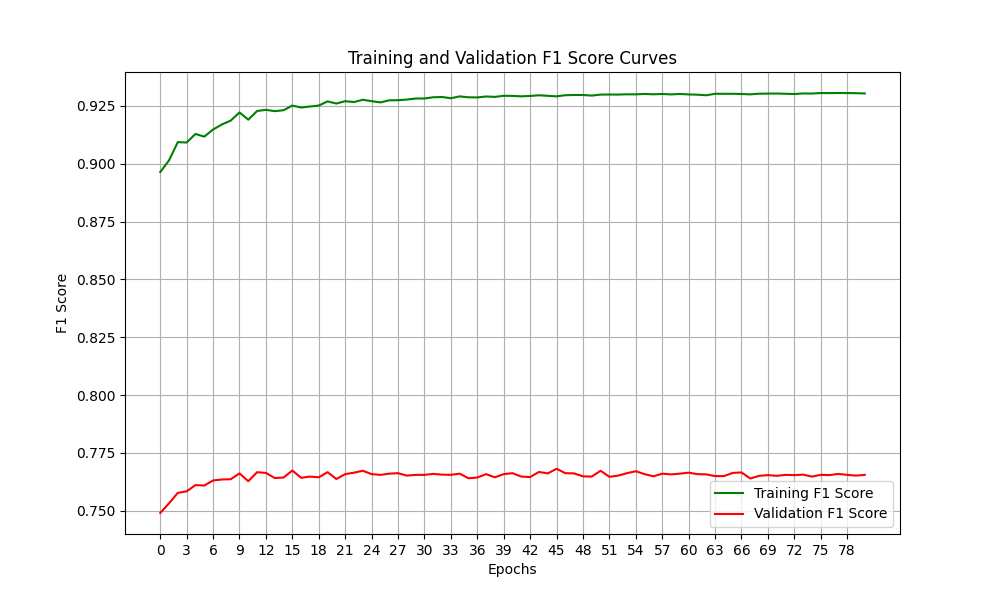 Training and Validation F1 Score Curves
F1 Score
0.925
0.900
0.875
0.850
0.825
0.800
0.775
0.750
Training F1 Score
Validation F1 Score
0 3 6 9 12 15 18 21 24 27 30 33 36 39 42 45 48 51 54 57 60 63 66 69 72 75 78
Epochs